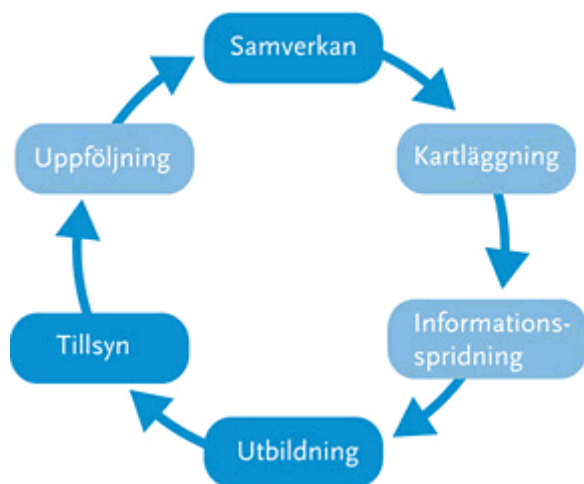 Samverkan
Kartläggning
Informations-
spridning
Utbildning
Tillsyn
Uppföljning